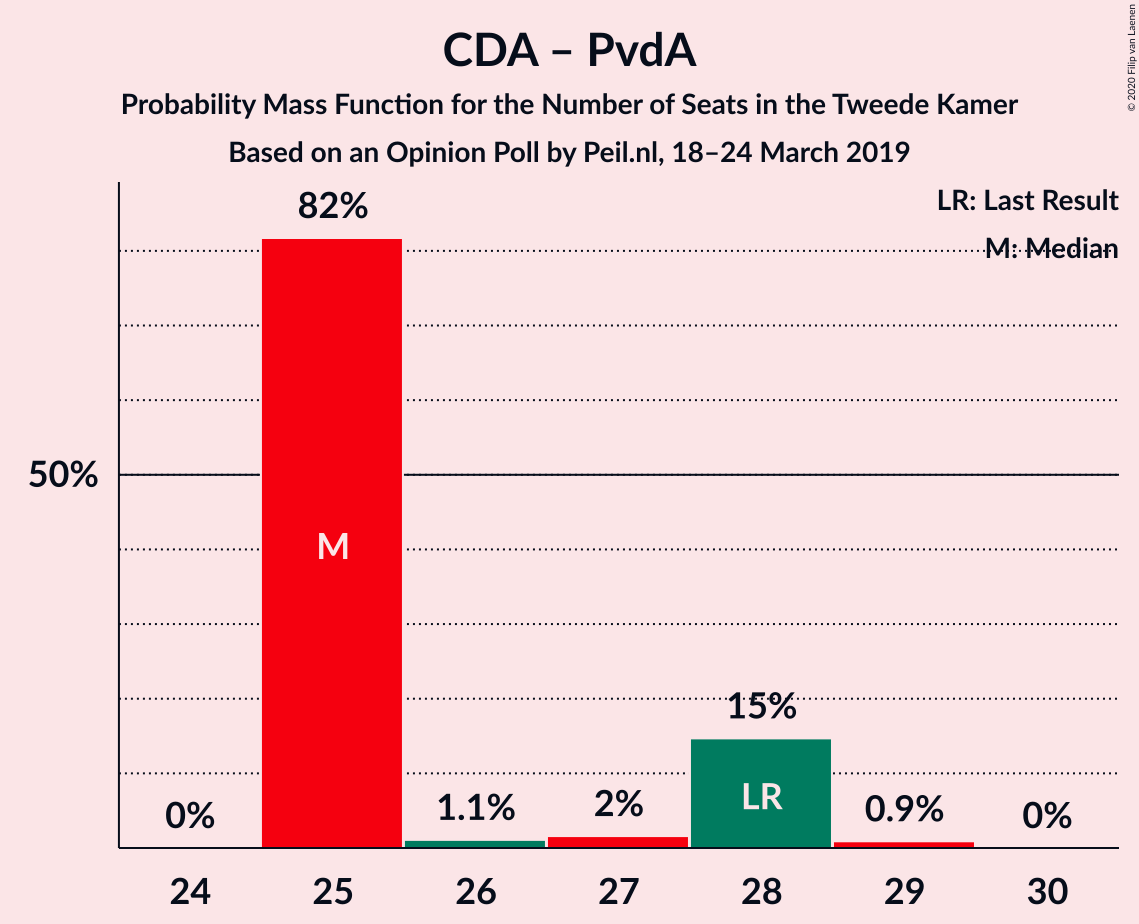 CDA – PvdA
Probability Mass Function for the Number of Seats in the Tweede Kamer
Based on an Opinion Poll by Peil.nl, 18–24 March 2019
© 2020 Filip van Laenen
LR: Last Result
M: Median
82%
50%
M
15%
LR
0%
1.1%
2%
0.9%
0%
24 25 26 27 28 29 30